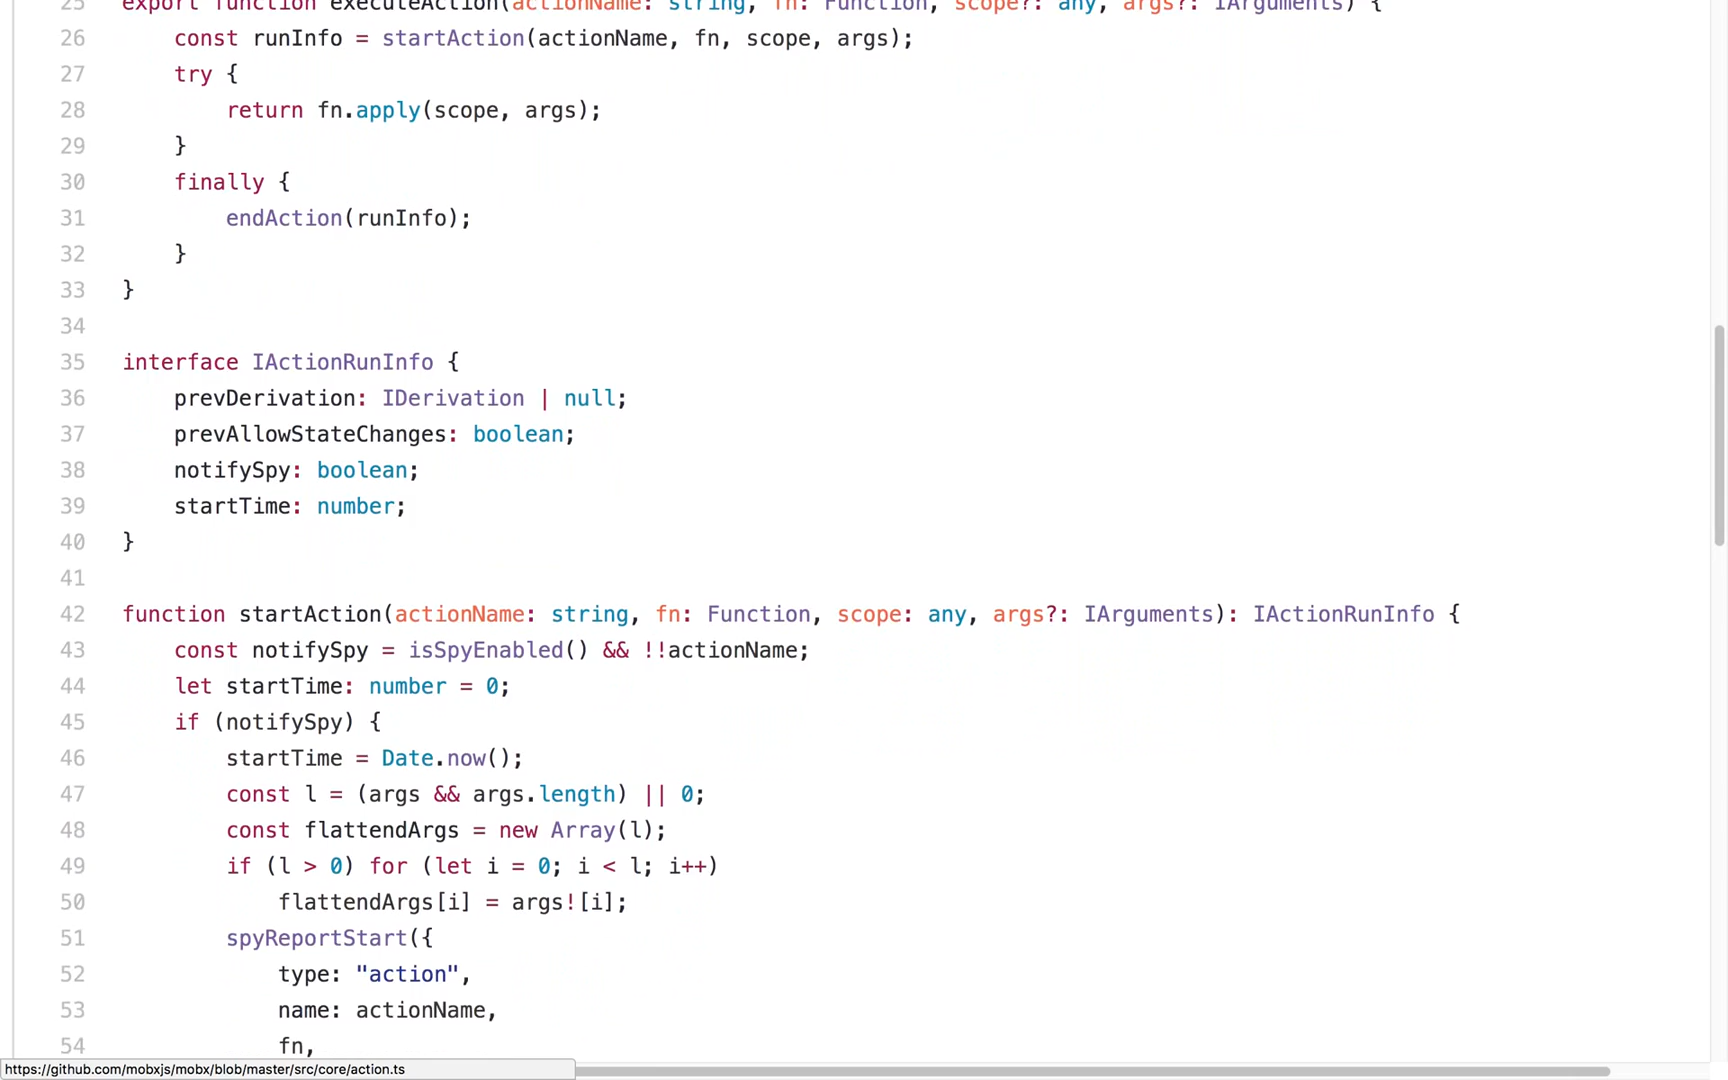 25 export function executeAction(actionName: string, fn: Function, scope?: any, args?: IArguments) {
26 const runInfo = startAction(actionName, fn, scope, args);
27 try {
28 return fn.apply(scope, args);
29 }
30 finally {
31 endAction(runInfo);
32 }
33 }
34
35 interface IActionRunInfo {
36 prevDerivation: IDerivation | null;
37 prevAllowStateChanges: boolean;
38 notifySpy: boolean;
39 startTime: number;
40 }
41
42 function startAction(actionName: string, fn: Function, scope: any, args?: IArguments): IActionRunInfo {
43 const notifySpy = isSpyEnabled() && !!actionName;
44 let startTime: number = 0;
45 if (notifySpy) {
46 startTime = Date.now();
47 const l = (args && args.length) || 0;
48 const flattendArgs = new Array(l);
49 if (l > 0) for (let i = 0; i < l; i++)
50 flattendArgs[i] = args![i];
51 spyReportStart({
52 type: "action",
53 name: actionName,
54 fn,
https://github.com/mobxjs/mobx/blob/master/src/core/action.ts